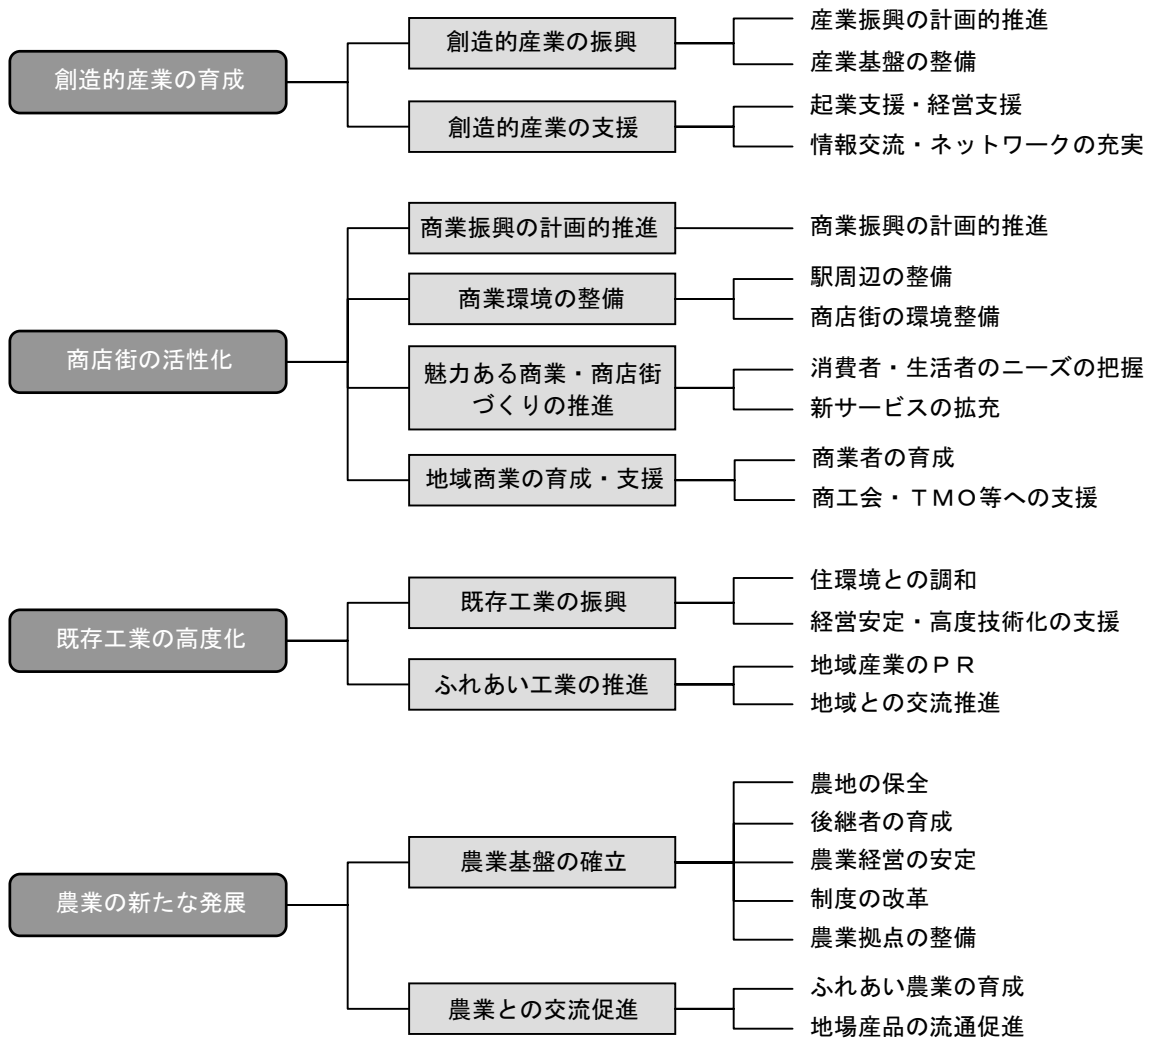 創造的産業の育成
創造的産業の振興
産業振興の計画的推進
産業基盤の整備
創造的産業の支援
起業支援・経営支援
情報交流・ネットワークの充実
商店街の活性化
商業振興の計画的推進
商業振興の計画的推進
商業環境の整備
駅周辺の整備
商店街の環境整備
魅力ある商業・商店街
づくりの推進
消費者・生活者のニーズの把握
新サービスの拡充
地域商業の育成・支援
商業者の育成
商工会・ＴＭＯ等への支援
既存工業の高度化
既存工業の振興
住環境との調和
経営安定・高度技術化の支援
ふれあい工業の推進
地域産業のＰＲ
地域との交流推進
農業の新たな発展
農業基盤の確立
農地の保全
後継者の育成
農業経営の安定
制度の改革
農業拠点の整備
農業との交流促進
ふれあい農業の育成
地場産品の流通促進